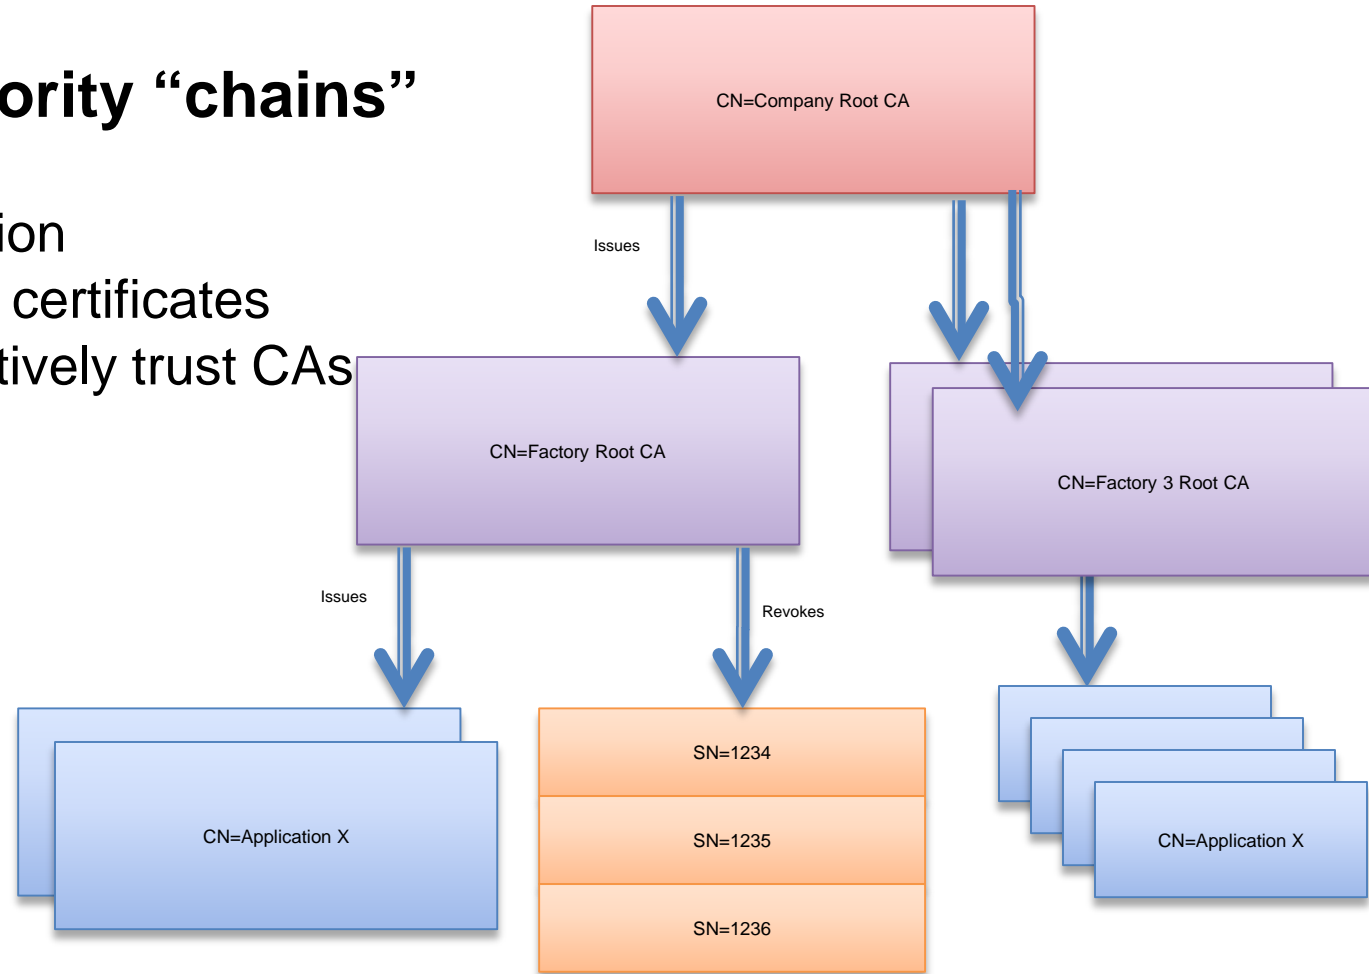 ority “chains”
ion
certificates
tively trust CAs
CN=Company Root CA
Issues
CN=Factory Root CA
CN=Factory 3 Root CA
Issues
Revokes
CN=Application X
SN=1234
SN=1235
SN=1236
CN=Application X